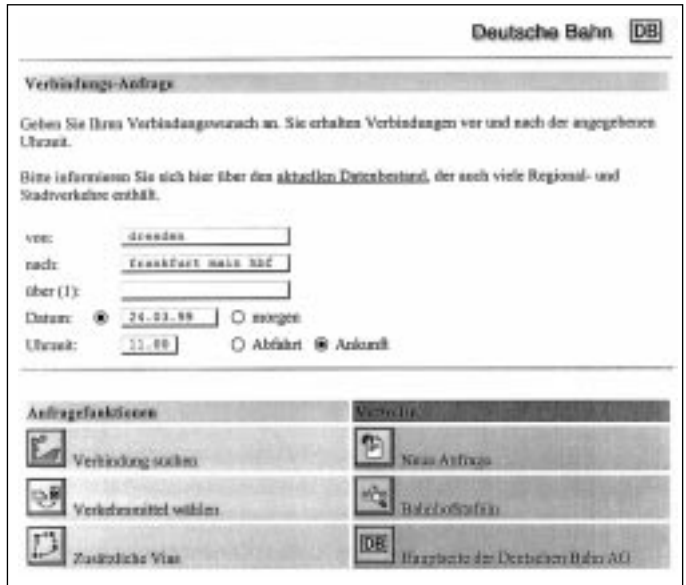 Deutsche Bahn DB
Verbindungs-Anfrage
Geben Sie Ihren Verbindungswunsch an. Sie erhalten Verbindungen vor und nach der angegebenen
Uhrzeit.
Bitte informieren Sie sich hier über den aktuellen Datenbestand, der auch viele Regional- und
Stadtverkehre enthält.
von: dresden
nach: frankfurt main hbf
über (1):
Datum: 24.03.99 morgen
Uhrzeit: 11.00 Abfahrt Ankunft
Anfragefunktionen
Verbindung suchen
Neue Anfrage
Verkehrsmittel wählen
Bahnhofstafeln
Zusätzliche Vias
DB Hauptseite der Deutschen Bahn AG